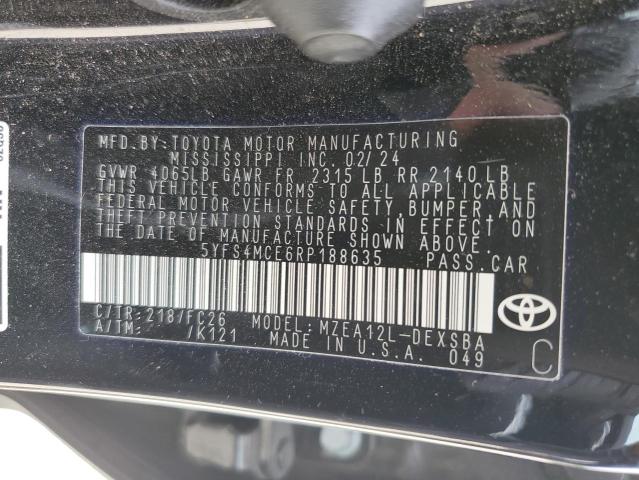 MFD.BY:TOYOTA MOTOR MANUFACTURING
MISSISSIPPI INC. 02/24
GVWR 4065LB GAWR FR 2315 LB RR 2140 LB
THIS VEHICLE CONFORMS TO ALL APPLICABLE
FEDERAL MOTOR VEHICLE SAFETY,BUMPER,AND
THEFT PREVENTION STANDARDS IN EFFECT ON
THE DATE OF MANUFACTURE SHOWN ABOVE.
5YFS4MCE6RP188635 PASS.CAR
C/TR:218/FC26 MODEL:MZEA12L-DEXSBA
A/TM: /K121 MADE IN U.S.A. 049
TOYOTA
C